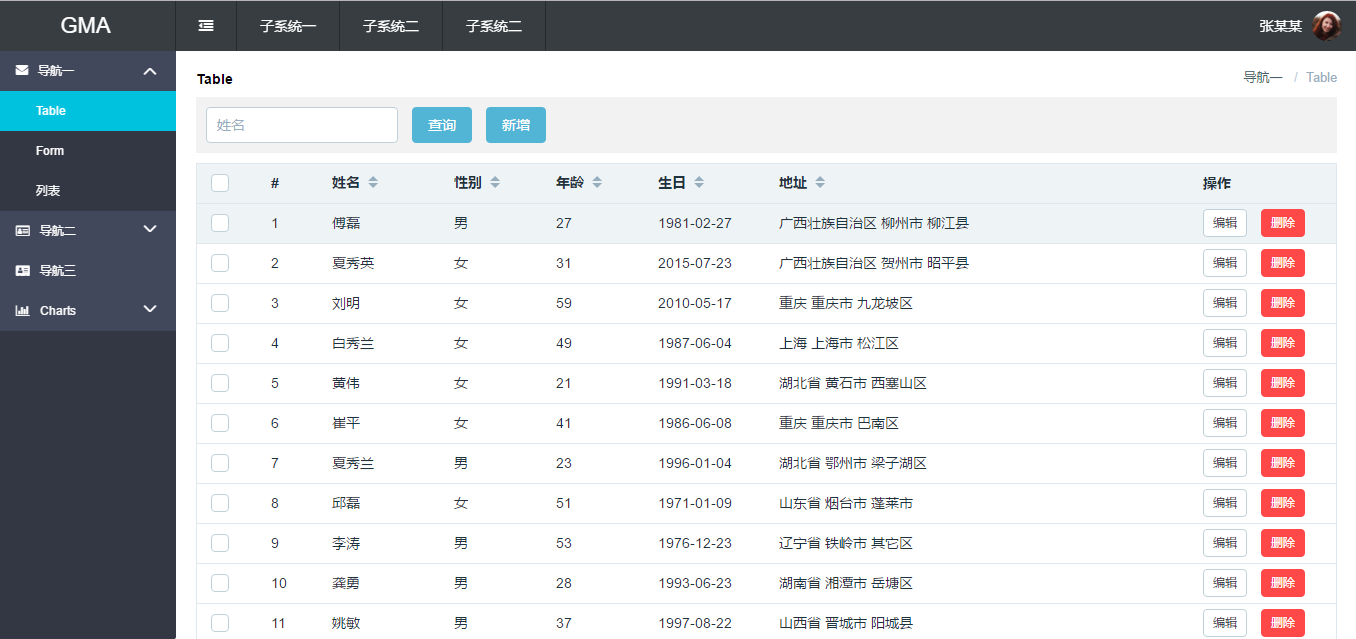 GMA 子系统一 子系统二 子系统二 张某某
导航一
Table
Form
列表
导航二
导航三
Charts
Table 导航一 / Table
姓名 查询 新增
# 姓名 性别 年龄 生日 地址 操作
1 傅磊 男 27 1981-02-27 广西壮族自治区 柳州市 柳江县 编辑 删除
2 夏秀英 女 31 2015-07-23 广西壮族自治区 贺州市 昭平县 编辑 删除
3 刘明 女 59 2010-05-17 重庆 重庆市 九龙坡区 编辑 删除
4 白秀兰 女 49 1987-06-04 上海 上海市 松江区 编辑 删除
5 黄伟 女 21 1991-03-18 湖北省 黄石市 西塞山区 编辑 删除
6 崔平 女 41 1986-06-08 重庆 重庆市 巴南区 编辑 删除
7 夏秀兰 男 23 1996-01-04 湖北省 鄂州市 梁子湖区 编辑 删除
8 邱磊 女 51 1971-01-09 山东省 烟台市 蓬莱市 编辑 删除
9 李涛 男 53 1976-12-23 辽宁省 铁岭市 其它区 编辑 删除
10 龚勇 男 28 1993-06-23 湖南省 湘潭市 岳塘区 编辑 删除
11 姚敏 男 37 1997-08-22 山西省 晋城市 阳城县 编辑 删除